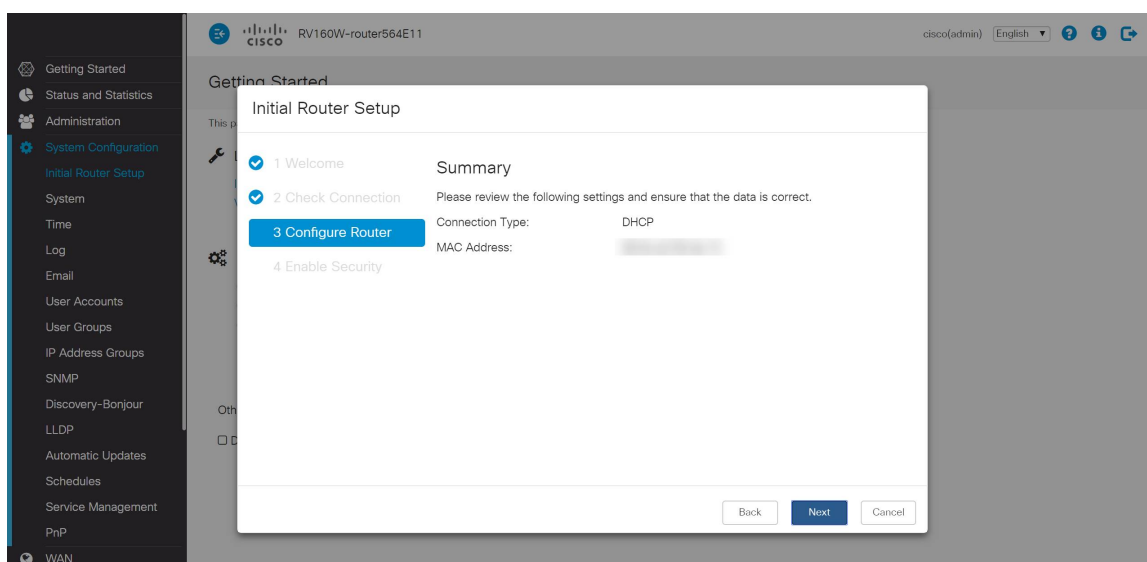 CISCO RV160W-router564E11 cisco(admin) English
Getting Started
Status and Statistics
Administration
System Configuration
Initial Router Setup
System
Time
Log
Email
User Accounts
User Groups
IP Address Groups
SNMP
Discovery-Bonjour
LLDP
Automatic Updates
Schedules
Service Management
PnP
WAN
Getting Started
This p
Oth
Initial Router Setup
1 Welcome
2 Check Connection
3 Configure Router
4 Enable Security
Summary
Please review the following settings and ensure that the data is correct.
Connection Type: DHCP
MAC Address:
Back Next Cancel